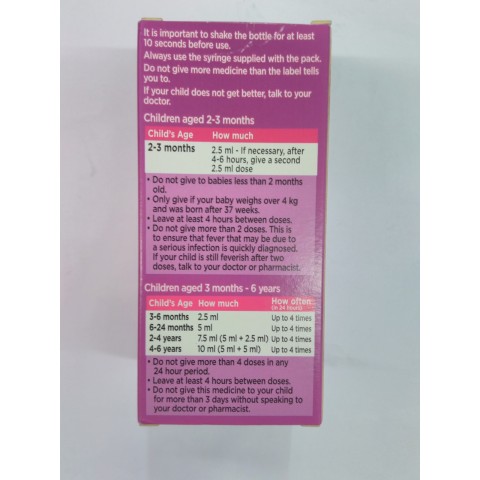 It is important to shake the bottle for at least
10 seconds before use.
Always use the syringe supplied with the pack.
Do not give more medicine than the label tells
you to.
If your child does not get better, talk to your
doctor.
Children aged 2-3 months
Child's Age How much
2-3 months 2.5 ml - If necessary, after
4-6 hours, give a second
2.5 ml dose
• Do not give to babies less than 2 months
old.
• Only give if your baby weighs over 4 kg
and was born after 37 weeks.
• Leave at least 4 hours between doses.
• Do not give more than 2 doses. This is
to ensure that fever that may be due to
a serious infection is quickly diagnosed.
If your child is still feverish after two
doses, talk to your doctor or pharmacist.
Children aged 3 months - 6 years
Child's Age How much How often...
(in 24 hours)
3-6 months 2.5 ml Up to 4 times
6-24 months 5 ml Up to 4 times
2-4 years 7.5 ml (5 ml + 2.5 ml) Up to 4 times
4-6 years 10 ml (5 ml + 5 ml) Up to 4 times
• Do not give more than 4 doses in any
24 hour period.
• Leave at least 4 hours between doses.
• Do not give this medicine to your child
for more than 3 days without speaking to
your doctor or pharmacist.